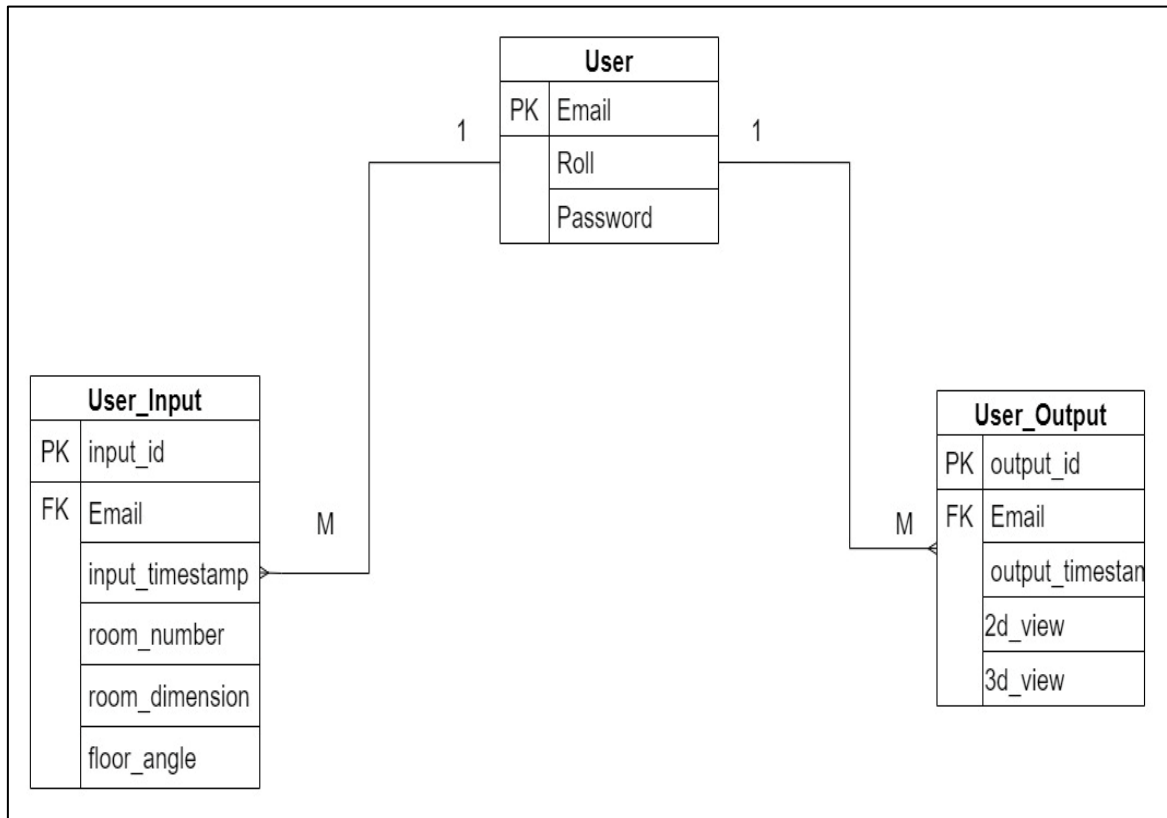 User
PK Email
Roll
Password
1
1
User_Input
PK input_id
FK Email
input_timestamp
room_number
room_dimension
floor_angle
M
User_Output
PK output_id
FK Email
output_timestam
2d_view
3d_view
M